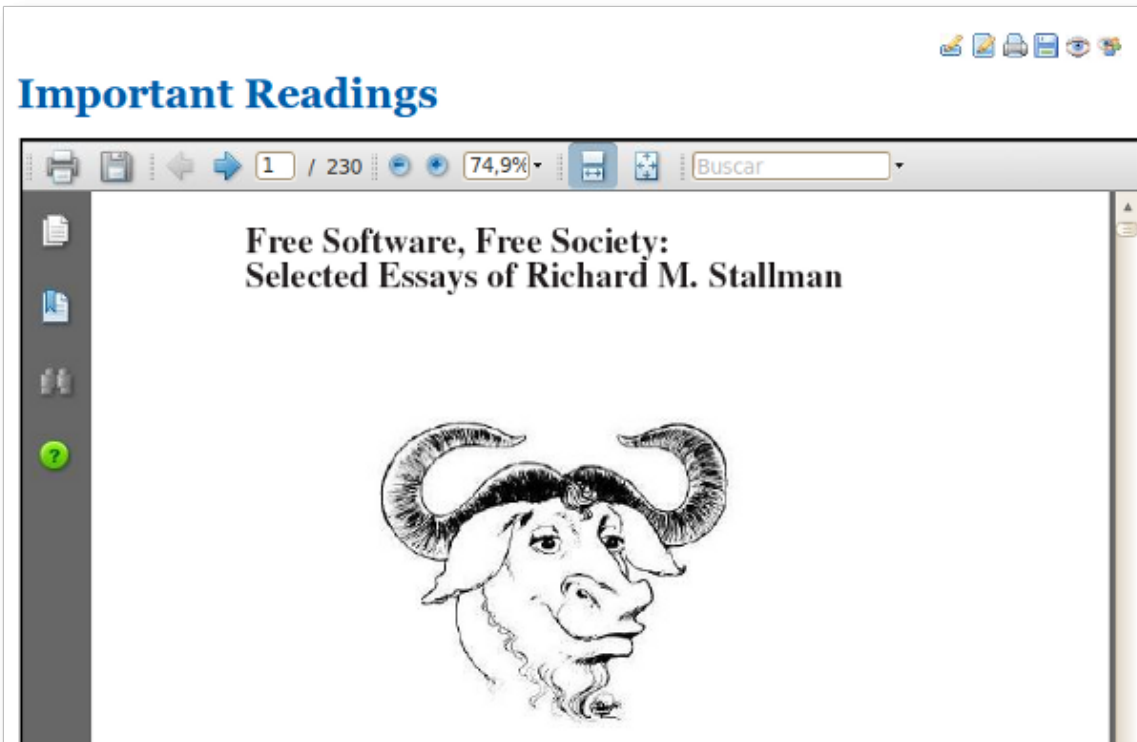 Important Readings
1 / 230 74,9% Buscar
Free Software, Free Society:
Selected Essays of Richard M. Stallman
?